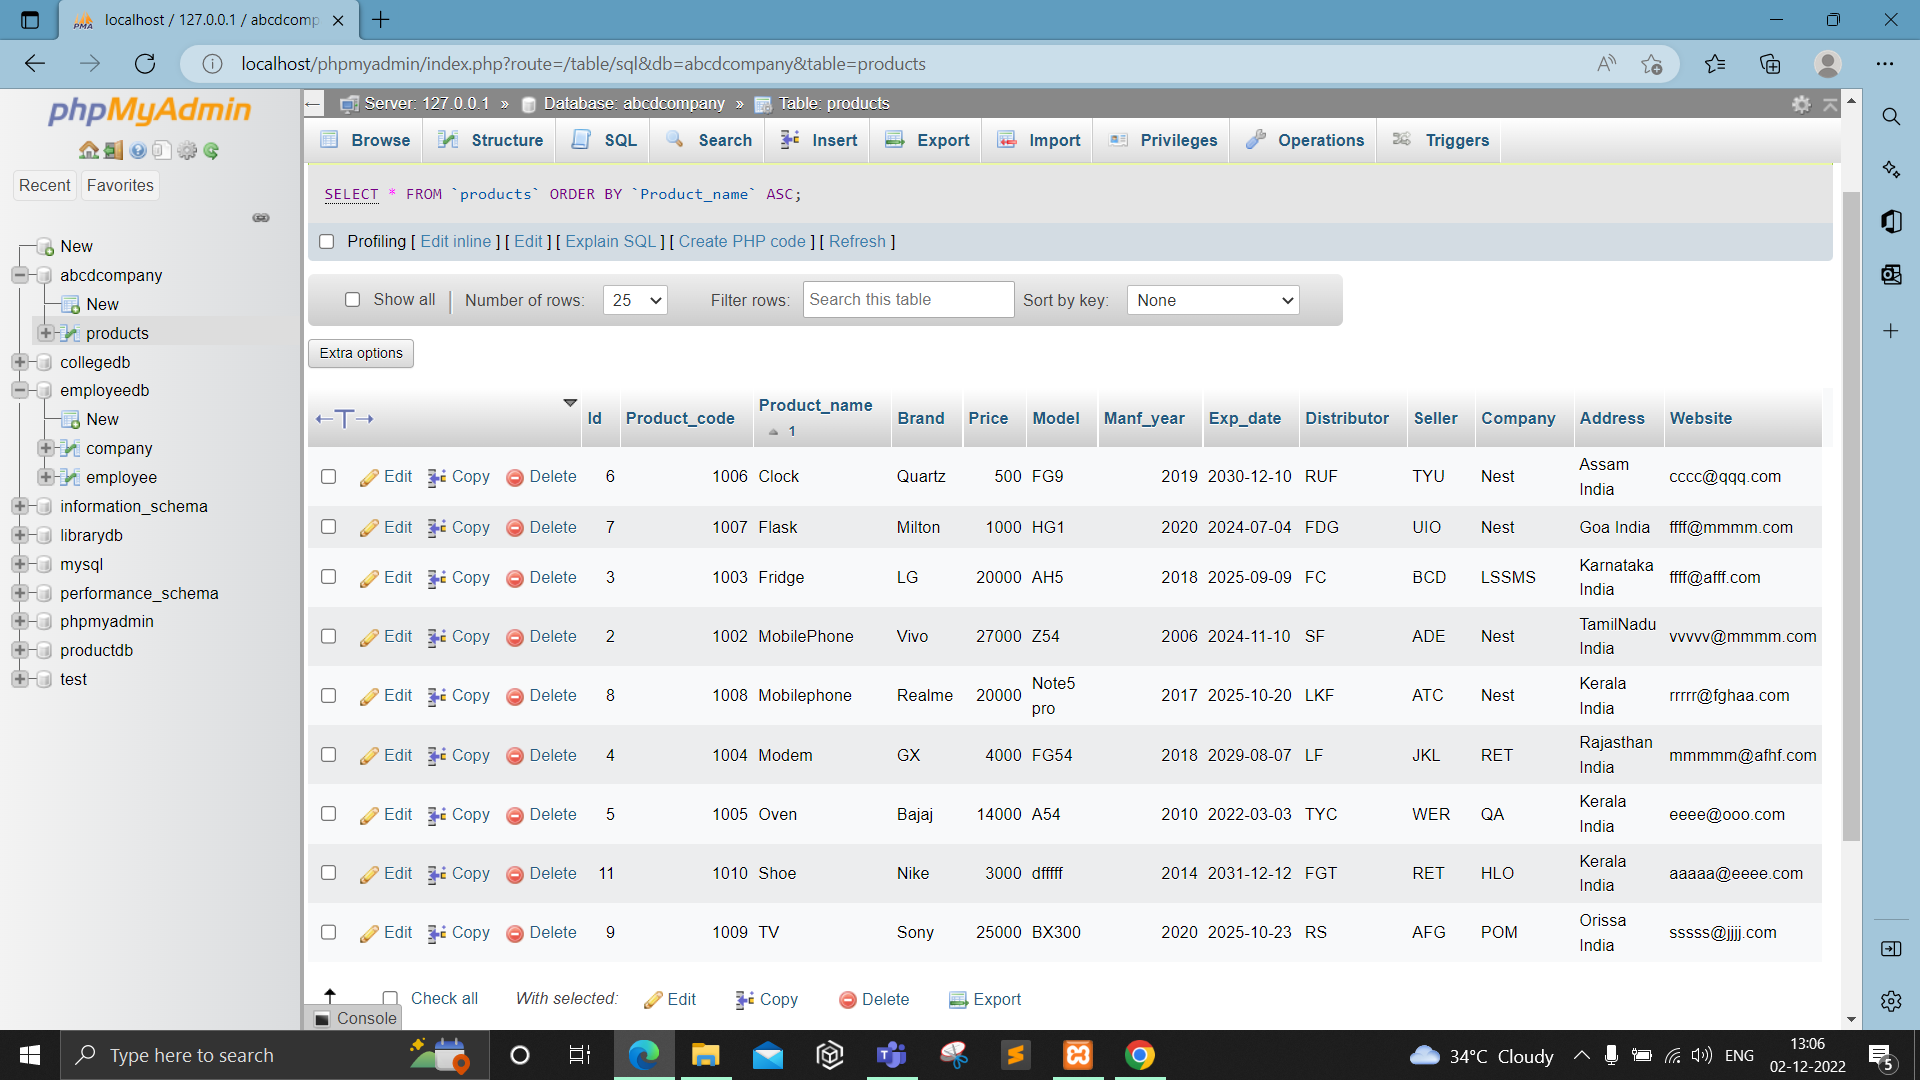 localhost / 127.0.0.1 / abcdcomp
localhost/phpmyadmin/index.php?route=/table/sql&db=abcdcompany&table=products
phpMyAdmin
Recent Favorites
New
abcdcompany
New
products
collegedb
employeedb
New
company
employee
information_schema
librarydb
mysql
performance_schema
phpmyadmin
productdb
test
Server: 127.0.0.1 » Database: abcdcompany » Table: products
Browse Structure SQL Search Insert Export Import Privileges Operations Triggers
SELECT * FROM `products` ORDER BY `Product_name` ASC;
Profiling [ Edit inline ] [ Edit ] [ Explain SQL ] [ Create PHP code ] [ Refresh ]
Show all Number of rows: 25 Filter rows: Search this table Sort by key: None
Extra options
Id Product_code Product_name 1 Brand Price Model Manf_year Exp_date Distributor Seller Company Address Website
Edit Copy Delete 6 1006 Clock Quartz 500 FG9 2019 2030-12-10 RUF TYU Nest Assam India cccc@qqq.com
Edit Copy Delete 7 1007 Flask Milton 1000 HG1 2020 2024-07-04 FDG UIO Nest Goa India ffff@mmmm.com
Edit Copy Delete 3 1003 Fridge LG 20000 AH5 2018 2025-09-09 FC BCD LSSMS Karnataka India ffff@afff.com
Edit Copy Delete 2 1002 MobilePhone Vivo 27000 Z54 2006 2024-11-10 SF ADE Nest TamilNadu India vvvvv@mmmm.com
Edit Copy Delete 8 1008 Mobilephone Realme 20000 Note5 pro 2017 2025-10-20 LKF ATC Nest Kerala India rrrrr@fghaa.com
Edit Copy Delete 4 1004 Modem GX 4000 FG54 2018 2029-08-07 LF JKL RET Rajasthan India mmmmm@afhf.com
Edit Copy Delete 5 1005 Oven Bajaj 14000 A54 2010 2022-03-03 TYC WER QA Kerala India eeee@ooo.com
Edit Copy Delete 11 1010 Shoe Nike 3000 dfffff 2014 2031-12-12 FGT RET HLO Kerala India aaaaa@eeee.com
Edit Copy Delete 9 1009 TV Sony 25000 BX300 2020 2025-10-23 RS AFG POM Orissa India sssss@jjjj.com
Check all With selected: Edit Copy Delete Export
Console
Type here to search
34°C Cloudy
ENG
13:06
02-12-2022
5